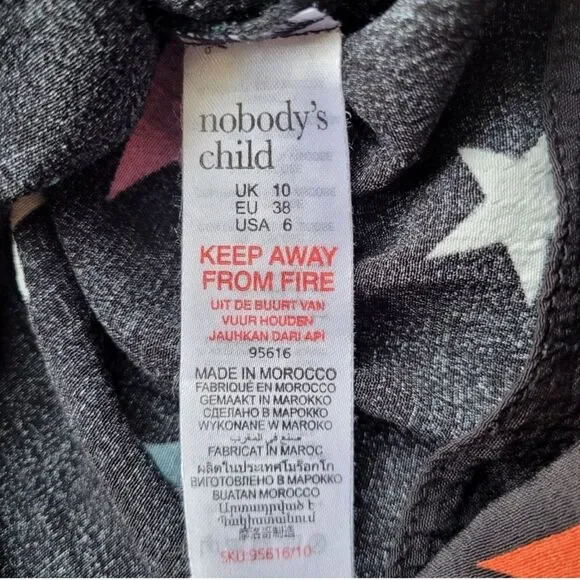 nobody's
child
UK 10
EU 38
USA 6
KEEP AWAY
FROM FIRE
UIT DE BUURT VAN
VUUR HOUDEN
JAUHKAN DARI API
95616
MADE IN MOROCCO
FABRIQUÉ EN MOROCCO
GEMAAKT IN MAROKKO
СДЕЛАНО В МАРОККО
WYKONANE W MAROKO
صنع في المغرب
FABRICAT ÎN MAROC
ผลิตในประเทศโมร็อกโก
ВИГОТОВЛЕНО В МАРОККО
BUATAN MOROCCO
Արտադրված է
摩洛哥制造
SKU:95616/10